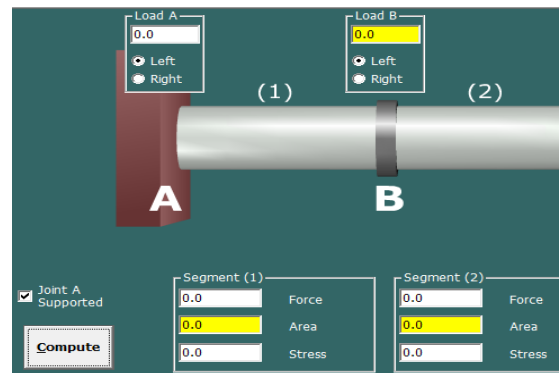 Load A
0.0
Left
Right
Load B
0.0
Left
Right
(1)
(2)
A
B
Joint A
Supported
Compute
Segment (1)
0.0 Force
0.0 Area
0.0 Stress
Segment (2)
0.0 Force
0.0 Area
0.0 Stress